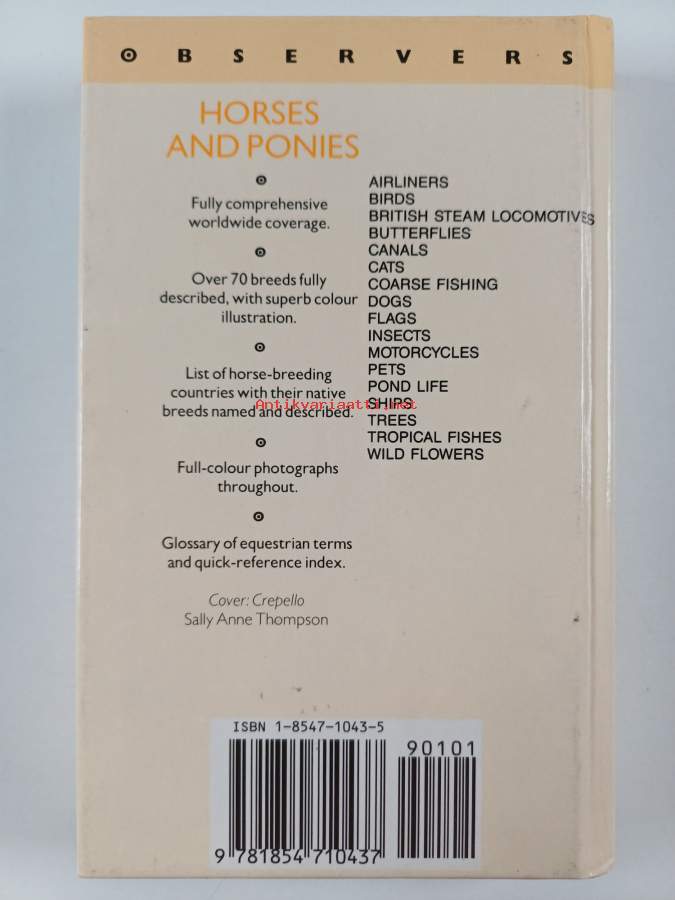 OBSERVERS
HORSES
AND PONIES
Fully comprehensive
worldwide coverage.
Over 70 breeds fully
described, with superb colour
illustration.
List of horse-breeding
countries with their native
breeds named and described.
Full-colour photographs
throughout.
Glossary of equestrian terms
and quick-reference index.
Cover: Crepello
Sally Anne Thompson
AIRLINERS
BIRDS
BRITISH STEAM LOCOMOTIVES
BUTTERFLIES
CANALS
CATS
COARSE FISHING
DOGS
FLAGS
INSECTS
MOTORCYCLES
PETS
POND LIFE
SHIPS
TREES
TROPICAL FISHES
WILD FLOWERS
Antikvariaatti.net
ISBN 1-8547-1043-5
90101
9 781854 710437